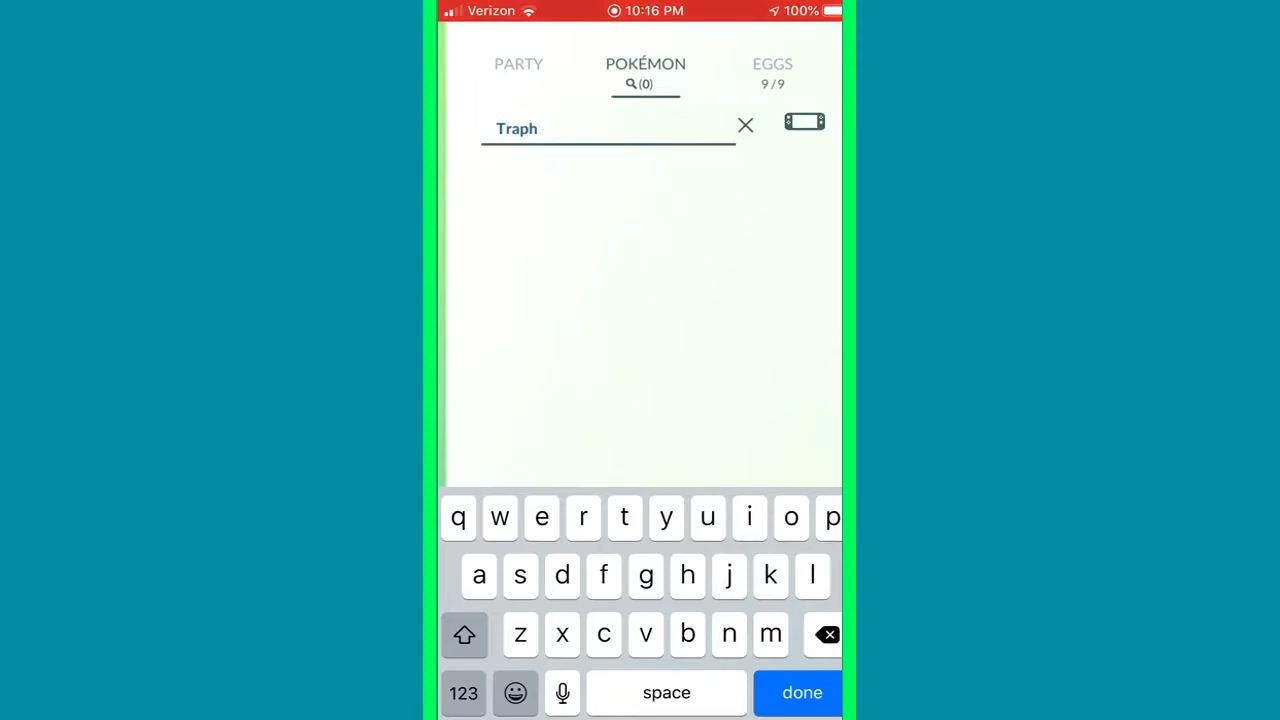 Verizon 10:16 PM 100%
PARTY POKÉMON EGGS
(0) 9/9
Traph
q w e r t y u i o p
a s d f g h j k l
z x c v b n m
123 space done